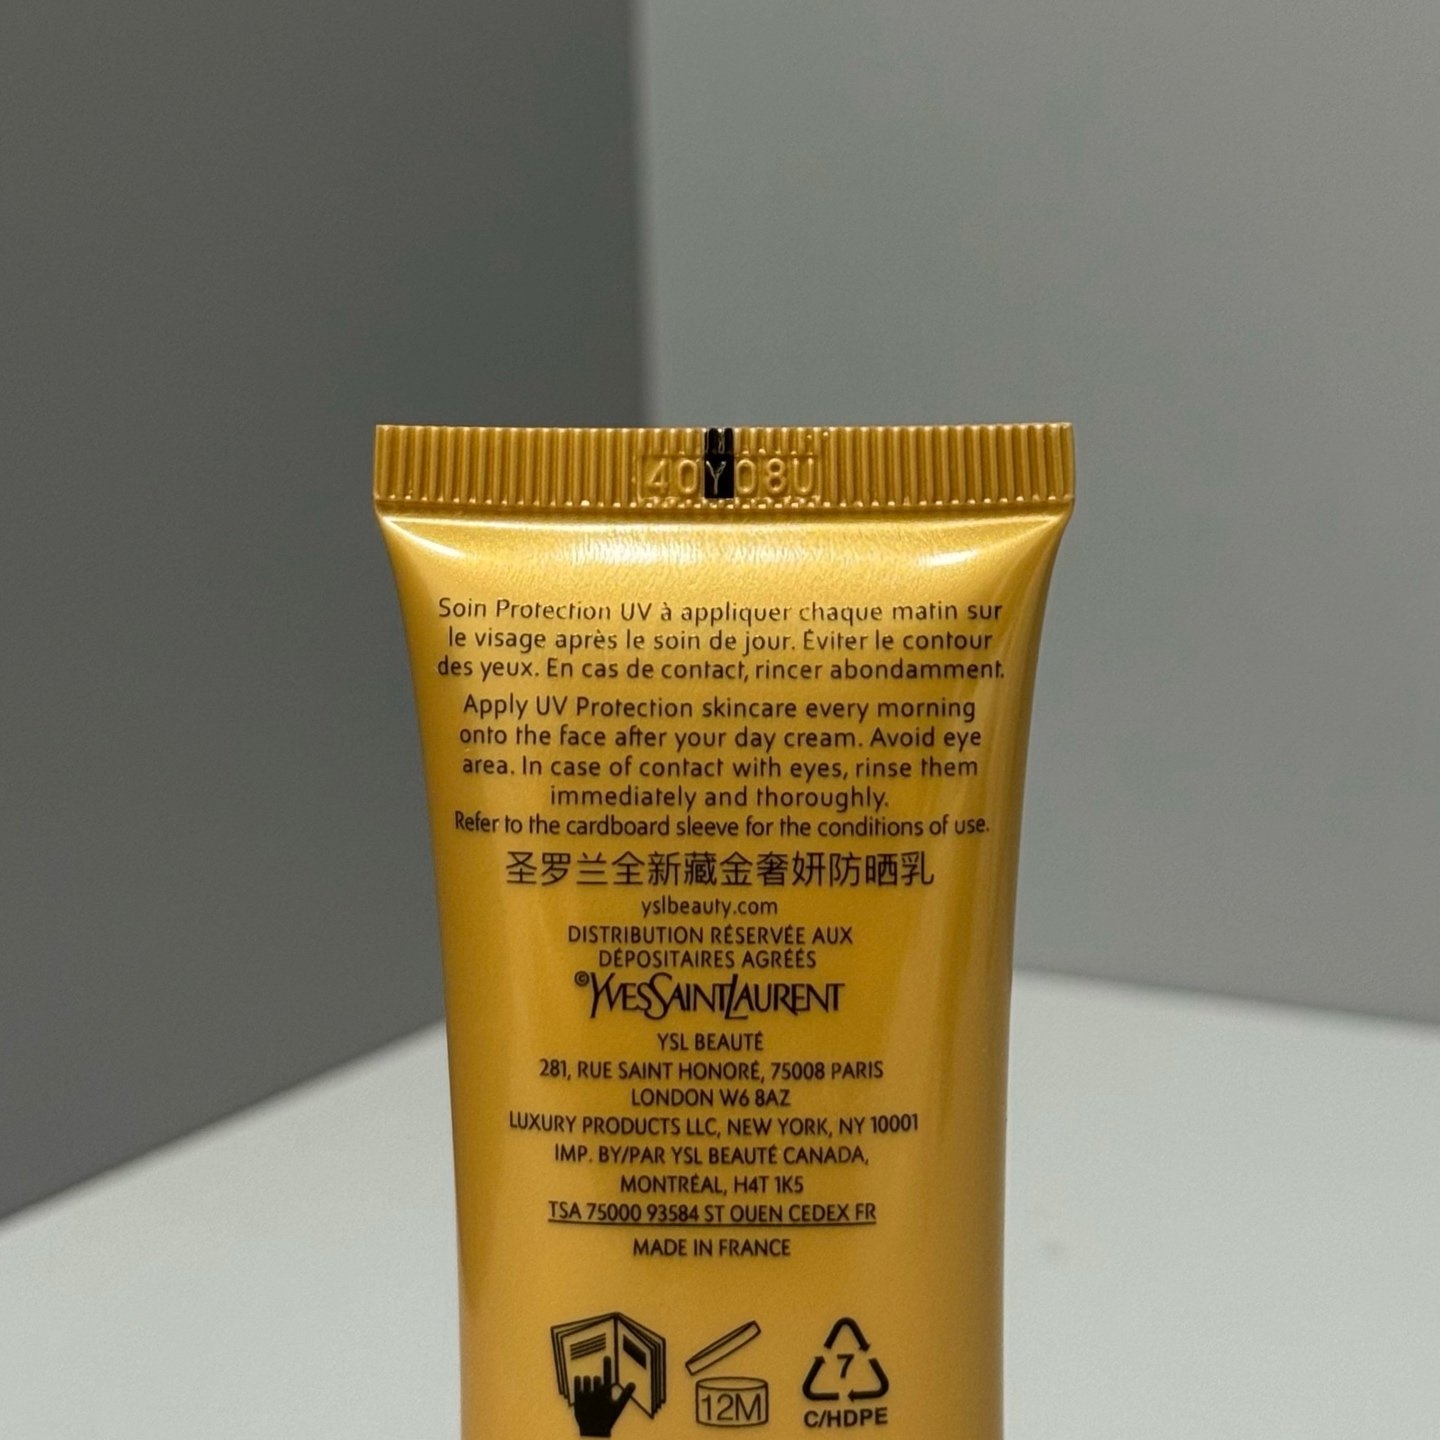 40Y08U
Soin Protection UV à appliquer chaque matin sur
le visage après le soin de jour. Éviter le contour
des yeux. En cas de contact, rincer abondamment.
Apply UV Protection skincare every morning
onto the face after your day cream. Avoid eye
area. In case of contact with eyes, rinse them
immediately and thoroughly.
Refer to the cardboard sleeve for the conditions of use.
圣罗兰全新藏金奢妍防晒乳
yslbeauty.com
DISTRIBUTION RÉSERVÉE AUX
DÉPOSITAIRES AGRÉÉS
©YVESSAINTLAURENT
YSL BEAUTÉ
281, RUE SAINT HONORÉ, 75008 PARIS
LONDON W6 8AZ
LUXURY PRODUCTS LLC, NEW YORK, NY 10001
IMP. BY/PAR YSL BEAUTÉ CANADA,
MONTRÉAL, H4T 1K5
TSA 75000 93584 ST OUEN CEDEX FR
MADE IN FRANCE
12M
7
C/HDPE